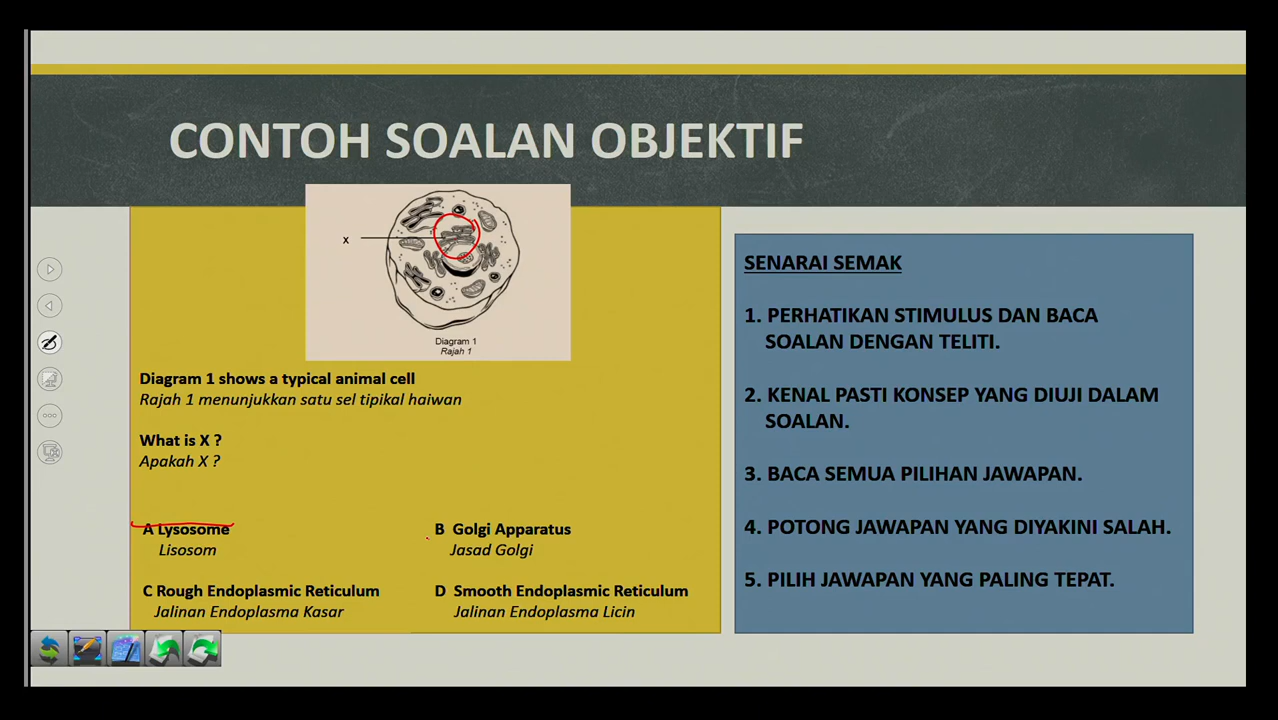 CONTOH SOALAN OBJEKTIF
X
Diagram 1
Rajah 1
Diagram 1 shows a typical animal cell
Rajah 1 menunjukkan satu sel tipikal haiwan
What is X ?
Apakah X ?
A Lysosome
Lisosom
B Golgi Apparatus
Jasad Golgi
C Rough Endoplasmic Reticulum
Jalinan Endoplasma Kasar
D Smooth Endoplasmic Reticulum
Jalinan Endoplasma Licin
SENARAI SEMAK
1. PERHATIKAN STIMULUS DAN BACA
SOALAN DENGAN TELITI.
2. KENAL PASTI KONSEP YANG DIUJI DALAM
SOALAN.
3. BACA SEMUA PILIHAN JAWAPAN.
4. POTONG JAWAPAN YANG DIYAKINI SALAH.
5. PILIH JAWAPAN YANG PALING TEPAT.